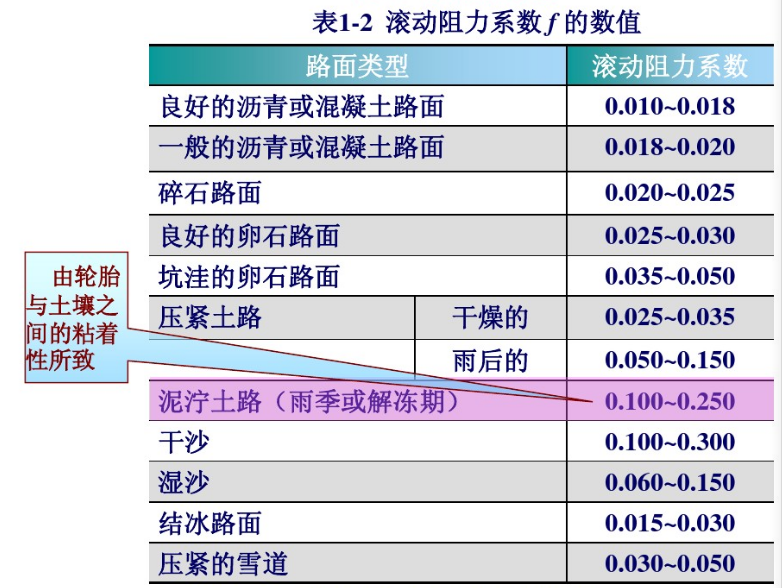 表1-2 滚动阻力系数f的数值
路面类型 滚动阻力系数
良好的沥青或混凝土路面 0.010~0.018
一般的沥青或混凝土路面 0.018~0.020
碎石路面 0.020~0.025
良好的卵石路面 0.025~0.030
坑洼的卵石路面 0.035~0.050
压紧土路 干燥的 0.025~0.035
雨后的 0.050~0.150
泥泞土路（雨季或解冻期） 0.100~0.250
干沙 0.100~0.300
湿沙 0.060~0.150
结冰路面 0.015~0.030
压紧的雪道 0.030~0.050
由轮胎
与土壤之
间的粘着
性所致